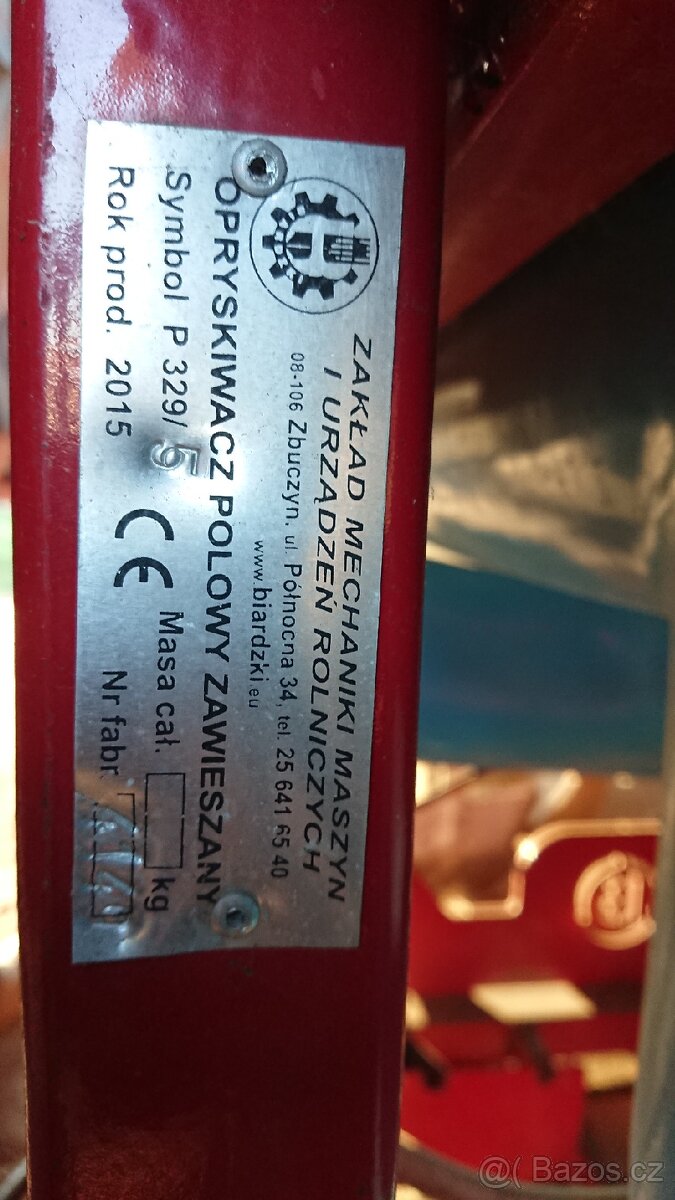 ZAKŁAD MECHANIKI MASZYN
I URZĄDZEŃ ROLNICZYCH
08-106 Zbuczyn. ul. Północna 34, tel. 25 641 65 40
www.biardzki.eu
OPRYSKIWACZ POLOWY ZAWIESZANY
Symbol P 329/5 Masa cał. kg
Rok prod. 2015 CE Nr fabr.
Bazos.cz